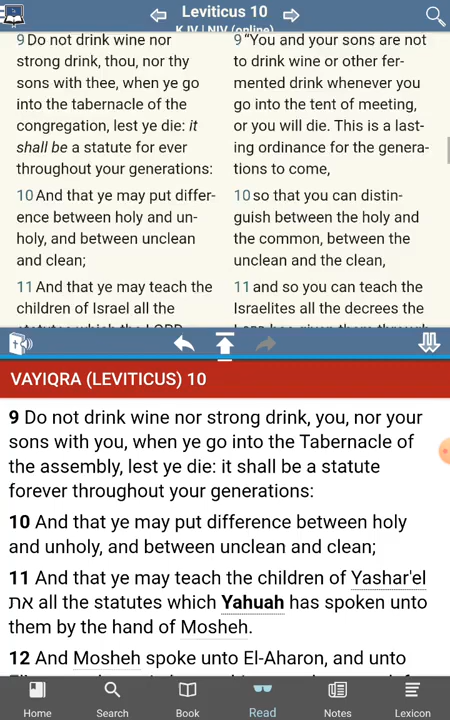 Leviticus 10
KJV | NIV (online)
9 Do not drink wine nor
strong drink, thou, nor thy
sons with thee, when ye go
into the tabernacle of the
congregation, lest ye die: it
shall be a statute for ever
throughout your generations:
10 And that ye may put differ-
ence between holy and un-
holy, and between unclean
and clean;
11 And that ye may teach the
children of Israel all the
statutes which the LORD
9 “You and your sons are not
to drink wine or other fer-
mented drink whenever you
go into the tent of meeting,
or you will die. This is a last-
ing ordinance for the genera-
tions to come,
10 so that you can distin-
guish between the holy and
the common, between the
unclean and the clean,
11 and so you can teach the
Israelites all the decrees the
LORD has given them through
VAYIQRA (LEVITICUS) 10
9 Do not drink wine nor strong drink, you, nor your
sons with you, when ye go into the Tabernacle of
the assembly, lest ye die: it shall be a statute
forever throughout your generations:
10 And that ye may put difference between holy
and unholy, and between unclean and clean;
11 And that ye may teach the children of Yashar'el
את all the statutes which Yahuah has spoken unto
them by the hand of Mosheh.
12 And Mosheh spoke unto El-Aharon, and unto
Home
Search
Book
Read
Notes
Lexicon